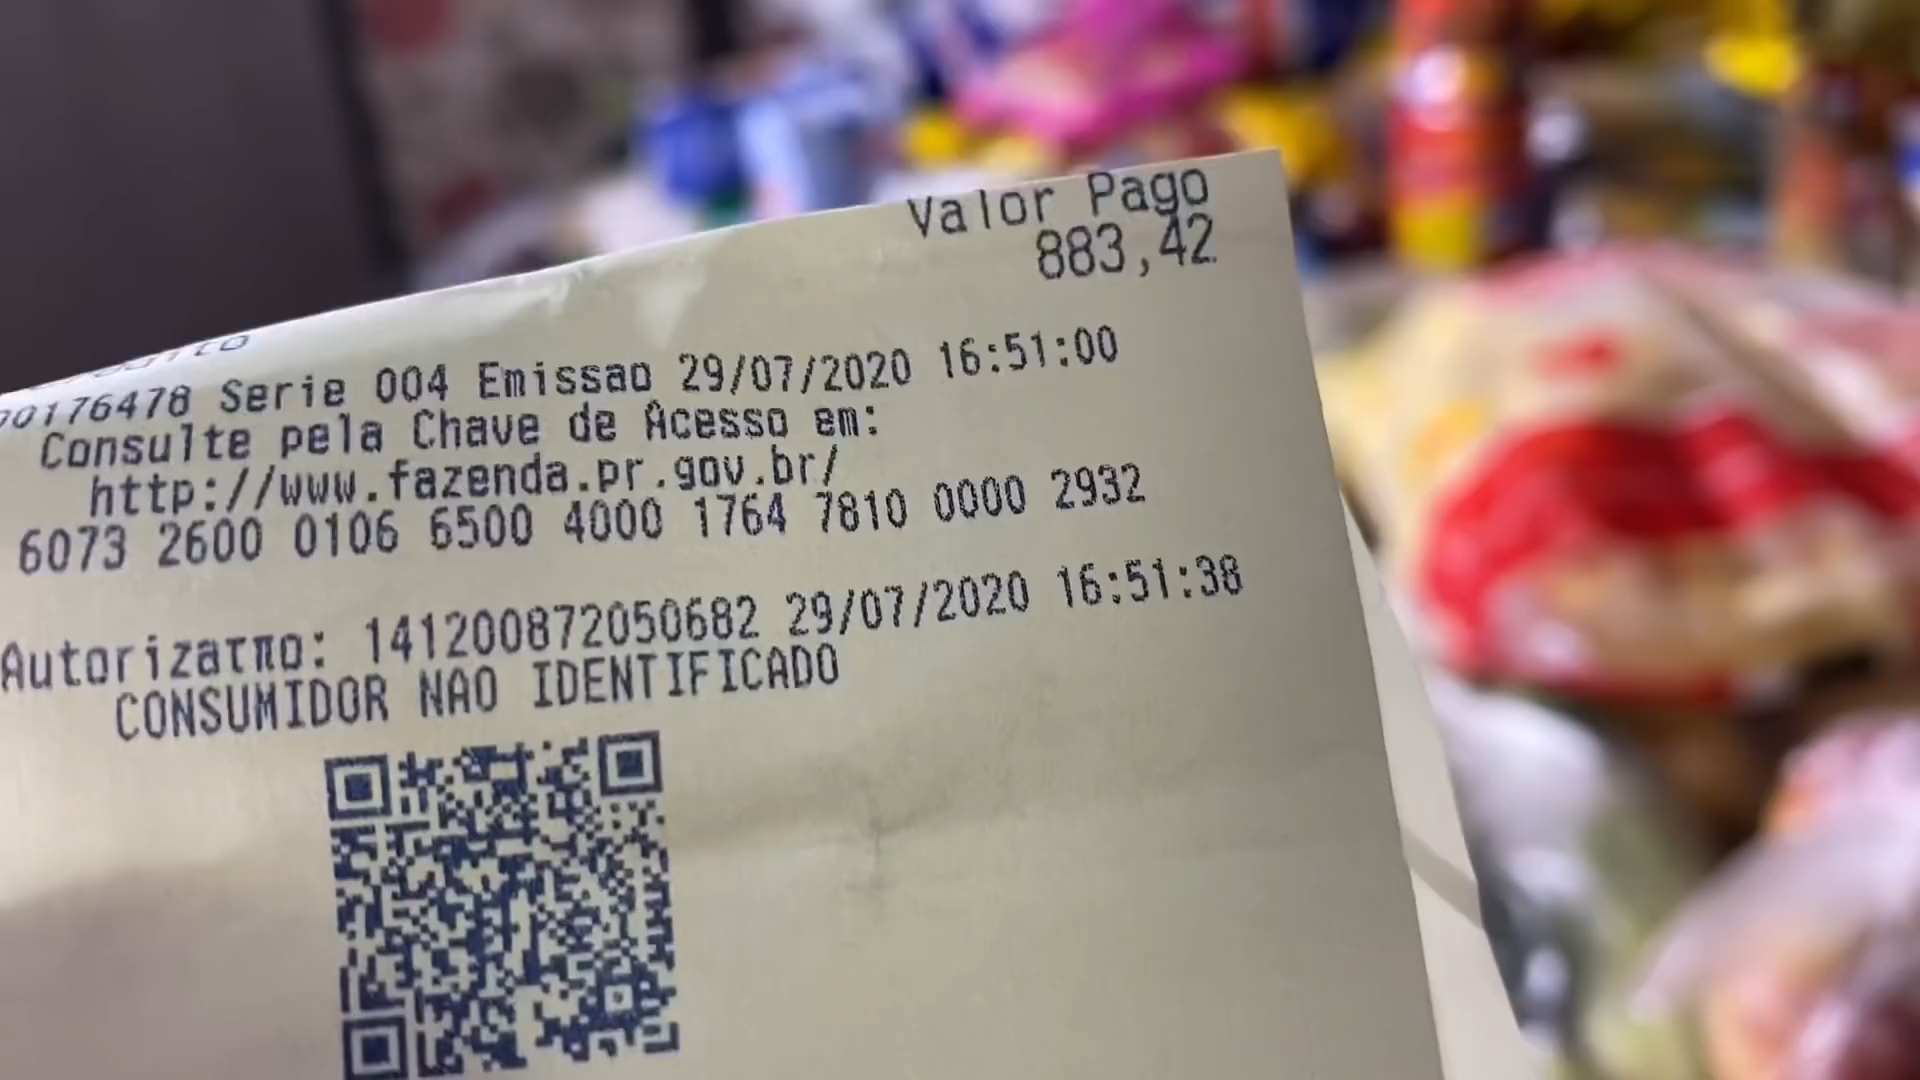 Valor Pago
883,42
00176478 Serie 004 Emissao 29/07/2020 16:51:00
Consulte pela Chave de Acesso em:
http://www.fazenda.pr.gov.br/
6073 2600 0106 6500 4000 1764 7810 0000 2932
Autorizaтпo: 141200872050682 29/07/2020 16:51:38
CONSUMIDOR NAO IDENTIFICADO